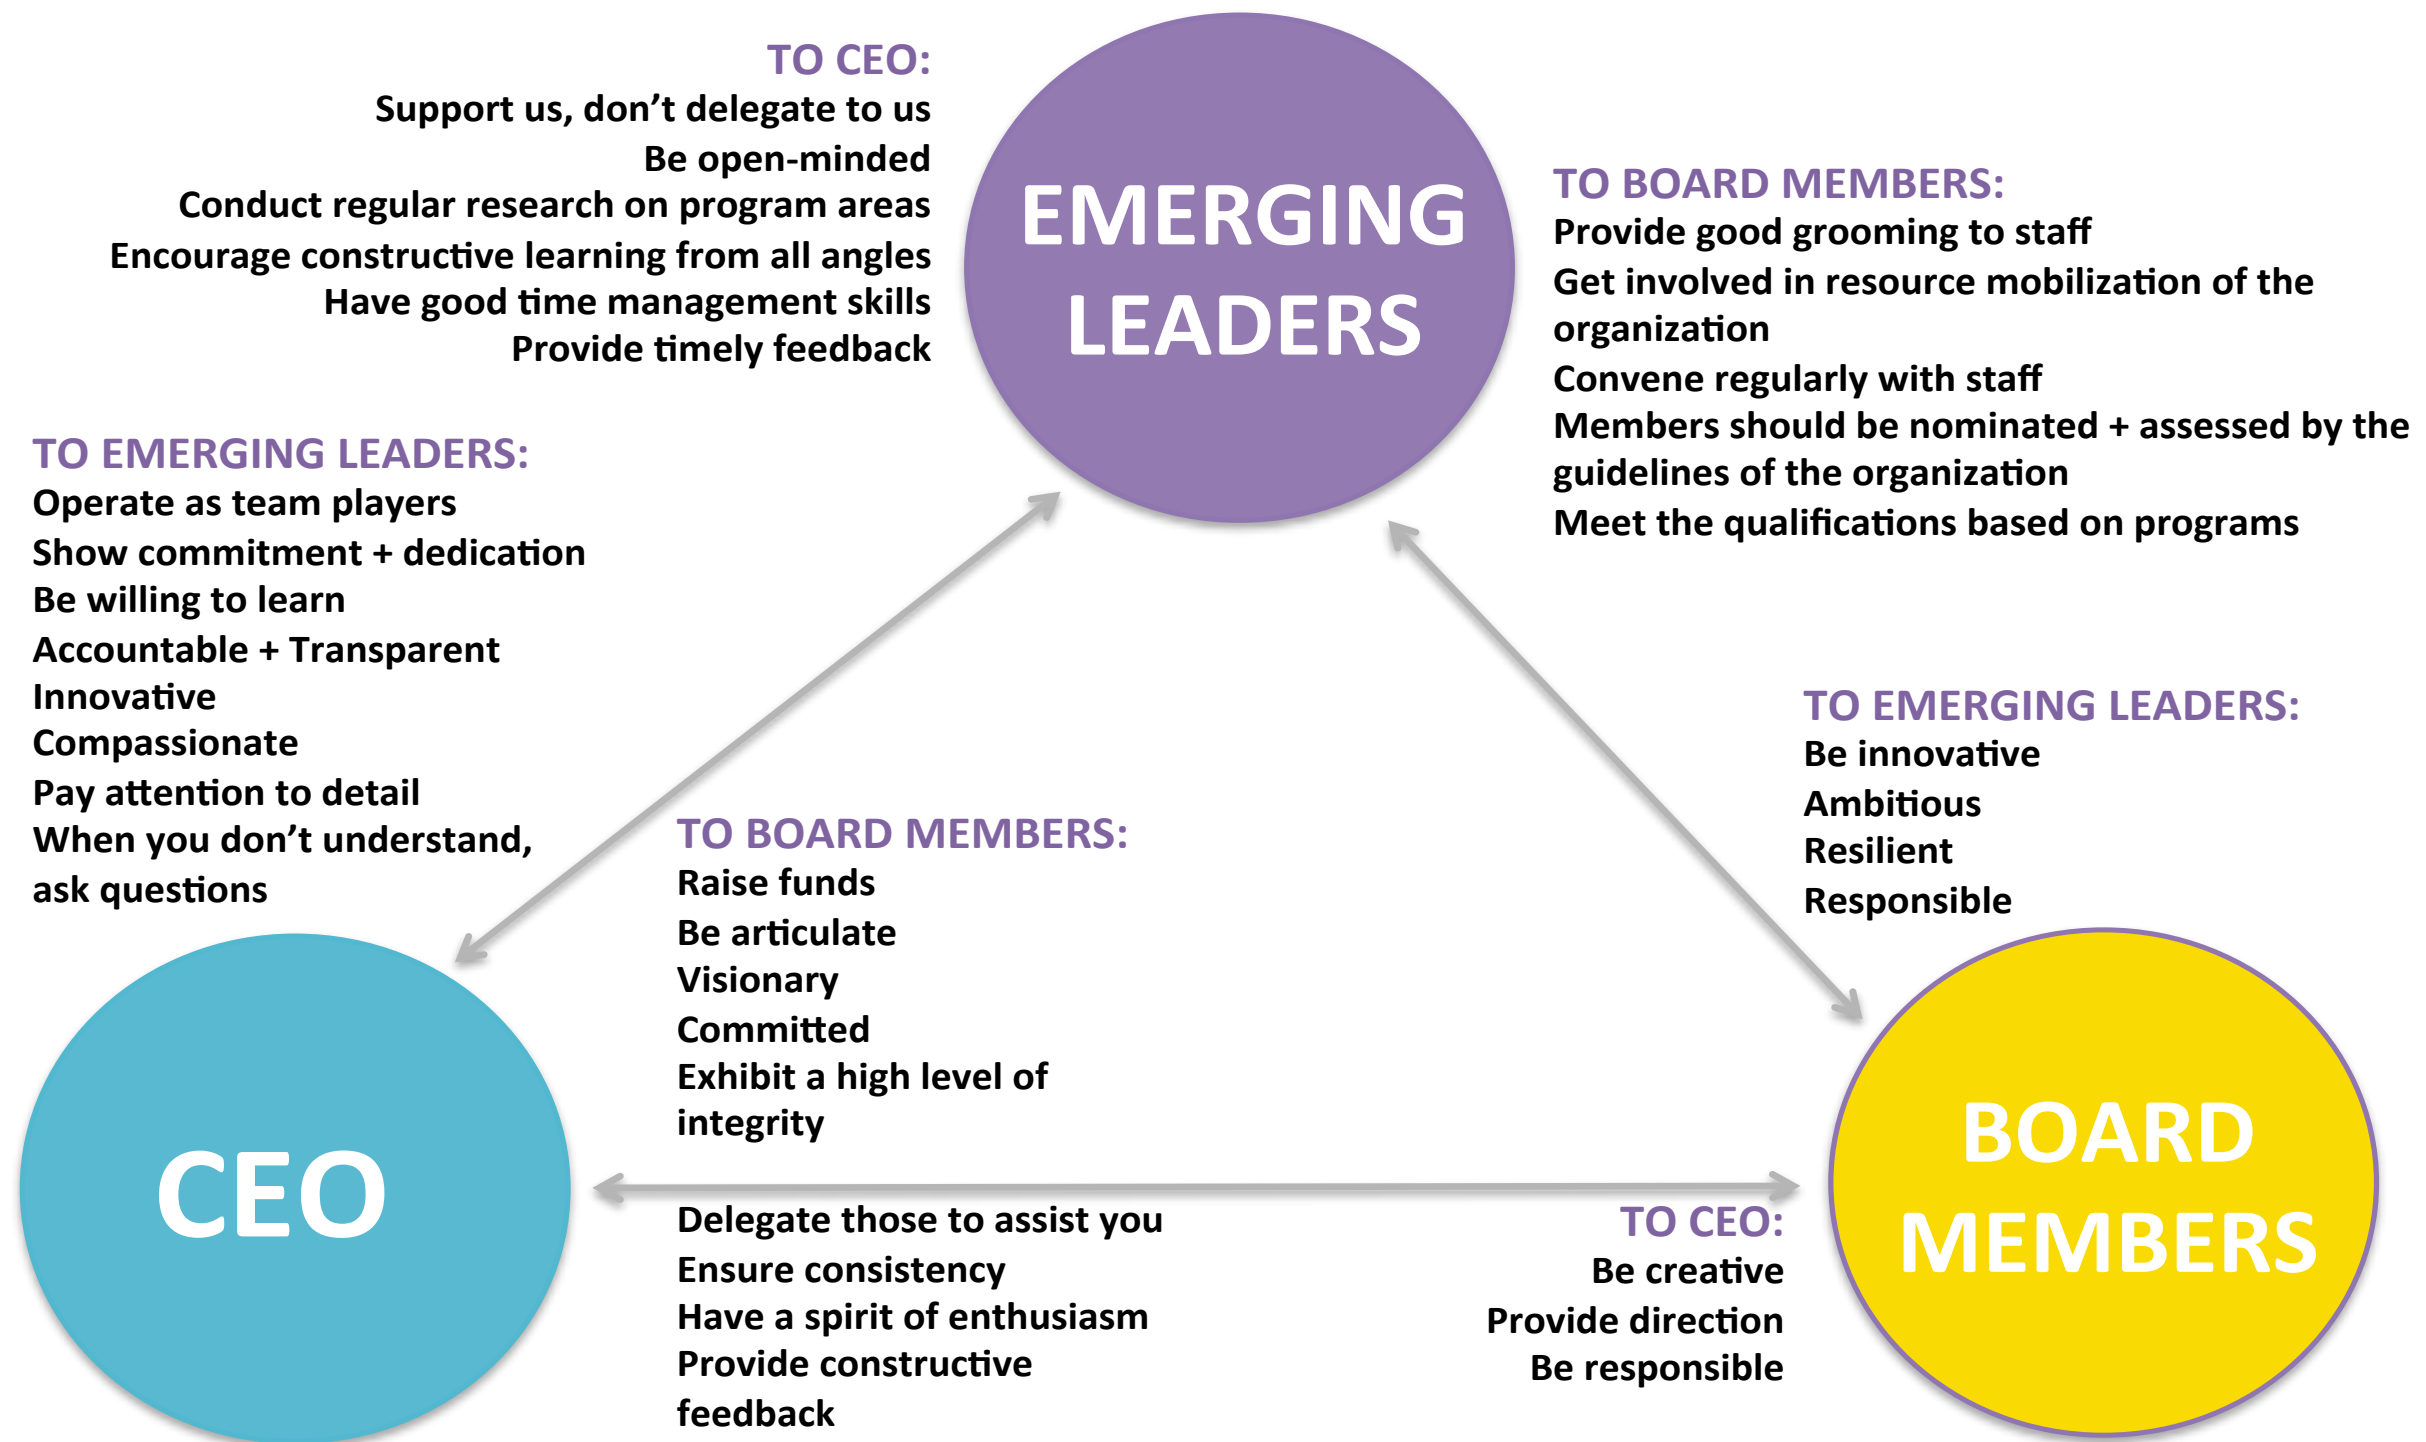 TO CEO:
Support us, don’t delegate to us
Be open-minded
Conduct regular research on program areas
Encourage constructive learning from all angles
Have good time management skills
Provide timely feedback
EMERGING
LEADERS
TO BOARD MEMBERS:
Provide good grooming to staff
Get involved in resource mobilization of the
organization
Convene regularly with staff
Members should be nominated + assessed by the
guidelines of the organization
Meet the qualifications based on programs
TO EMERGING LEADERS:
Operate as team players
Show commitment + dedication
Be willing to learn
Accountable + Transparent
Innovative
Compassionate
Pay attention to detail
When you don’t understand,
ask questions
TO BOARD MEMBERS:
Raise funds
Be articulate
Visionary
Committed
Exhibit a high level of
integrity
Delegate those to assist you
Ensure consistency
Have a spirit of enthusiasm
Provide constructive
feedback
TO EMERGING LEADERS:
Be innovative
Ambitious
Resilient
Responsible
CEO
TO CEO:
Be creative
Provide direction
Be responsible
BOARD
MEMBERS